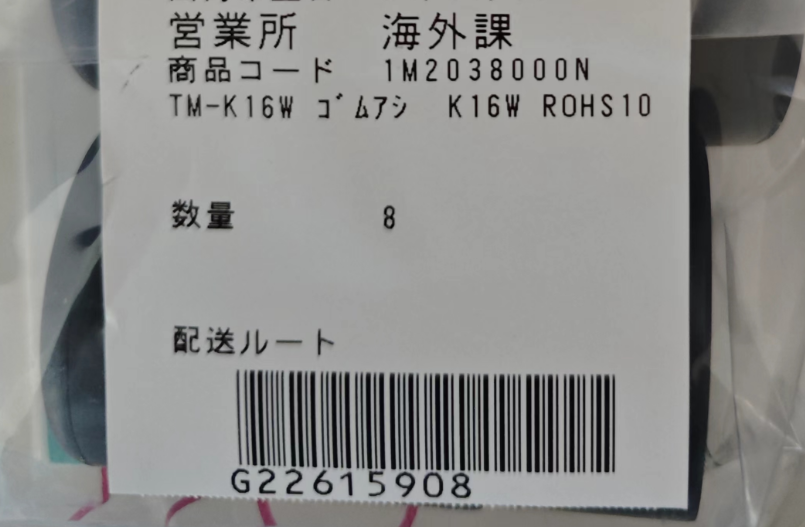 営業所 海外課
商品コード 1M2038000N
TM-K16W ｺﾞﾑｱｼ K16W ROHS10
数量 8
配送ルート
G22615908